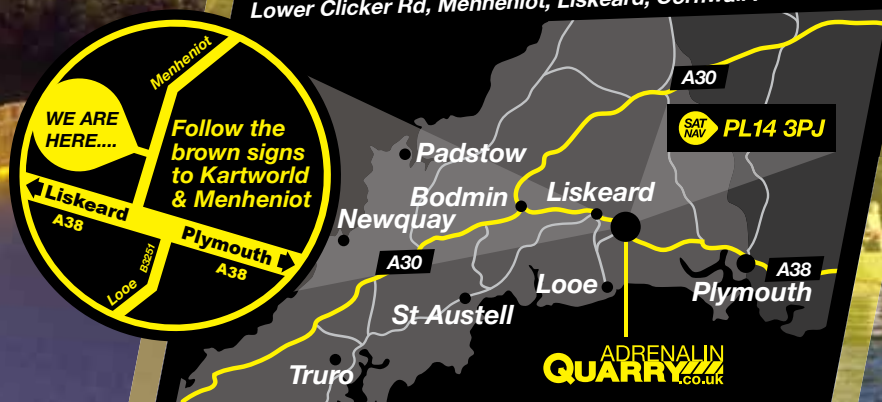 Lower Clicker Rd, Menheniot, Liskeard, Cornwall
Menheniot
WE ARE
HERE....
Follow the
brown signs
to Kartworld
& Menheniot
Liskeard
A38
Plymouth
A38
B3251
Looe
A30
SAT
NAV
PL14 3PJ
Padstow
Bodmin
Liskeard
Newquay
A30
A38
Looe
Plymouth
St Austell
Truro
ADRENALIN
QUARRY
.co.uk